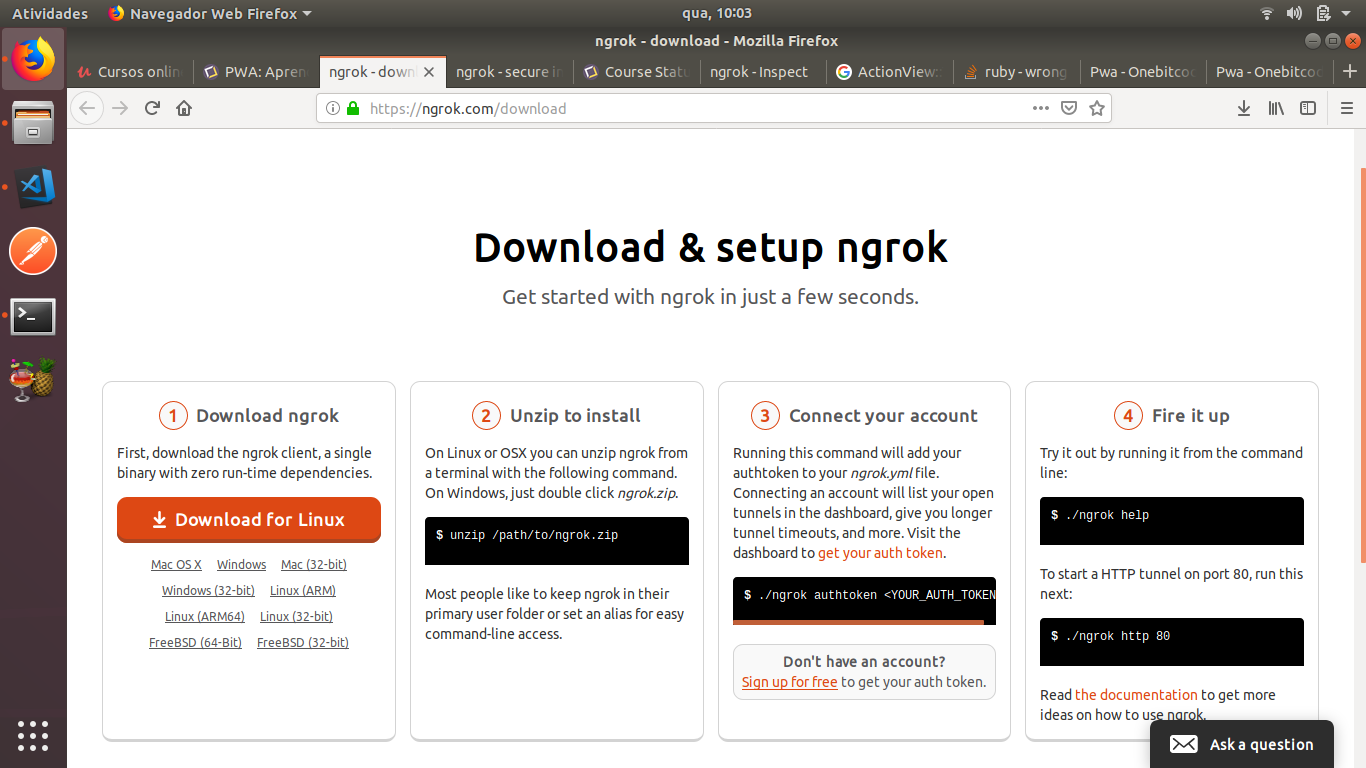 Atividades
Navegador Web Firefox
qua, 10:03
ngrok - download - Mozilla Firefox
Cursos onlin
PWA: Apren
ngrok - down
ngrok - secure in
Course Statu
ngrok - Inspect
ActionView::
ruby - wrong
Pwa - Onebitcod
Pwa - Onebitcod
https://ngrok.com/download
Download & setup ngrok
Get started with ngrok in just a few seconds.
1 Download ngrok
First, download the ngrok client, a single
binary with zero run-time dependencies.
Download for Linux
Mac OS X Windows Mac (32-bit)
Windows (32-bit) Linux (ARM)
Linux (ARM64) Linux (32-bit)
FreeBSD (64-Bit) FreeBSD (32-bit)
2 Unzip to install
On Linux or OSX you can unzip ngrok from
a terminal with the following command.
On Windows, just double click ngrok.zip.
$ unzip /path/to/ngrok.zip
Most people like to keep ngrok in their
primary user folder or set an alias for easy
command-line access.
3 Connect your account
Running this command will add your
authtoken to your ngrok.yml file.
Connecting an account will list your open
tunnels in the dashboard, give you longer
tunnel timeouts, and more. Visit the
dashboard to get your auth token.
$ ./ngrok authtoken <YOUR_AUTH_TOKEN
Don't have an account?
Sign up for free to get your auth token.
4 Fire it up
Try it out by running it from the command
line:
$ ./ngrok help
To start a HTTP tunnel on port 80, run this
next:
$ ./ngrok http 80
Read the documentation to get more
ideas on how to use ngrok.
Ask a question